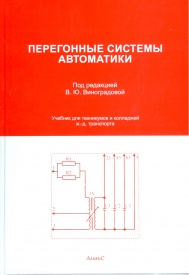 ПЕРЕГОННЫЕ СИСТЕМЫ
АВТОМАТИКИ
Под редакцией
В. Ю. Виноградовой
Учебник для техникумов и колледжей
ж.-д. транспорта